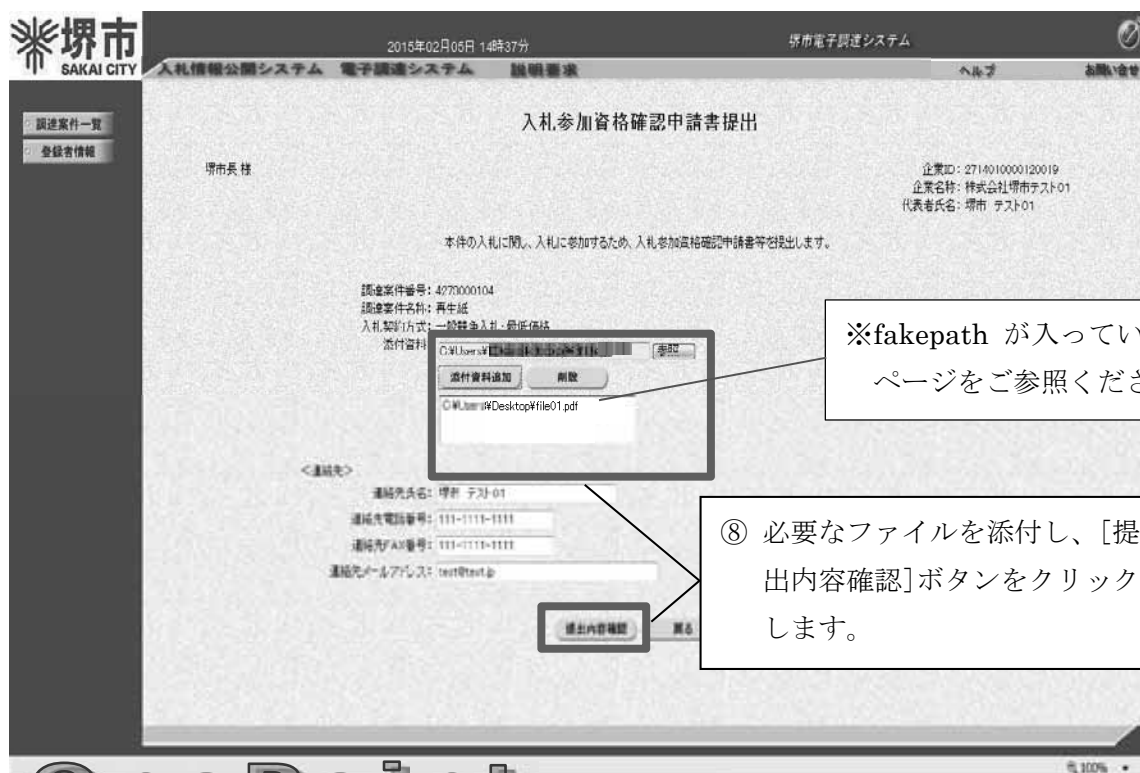 堺市
SAKAI CITY
2015年02月05日 14時37分
堺市電子調達システム
入札情報公開システム 電子調達システム 説明要求
ヘルプ お問い合せ
調達案件一覧
登録者情報
入札参加資格確認申請書提出
堺市長 様
企業ID: 2714010000120019
企業名称: 株式会社堺市テスト01
代表者氏名: 堺市 テスト01
本件の入札に関し、入札に参加するため、入札参加資格確認申請書等を提出します。
調達案件番号: 4273000104
調達案件名称: 再生紙
入札契約方式: 一般競争入札・最低価格
添付資料
C:¥Users¥
参照...
添付資料追加 削除
C:¥Users¥Desktop¥file01.pdf
※fakepath が入ってい
ページをご参照くださ
<連絡先>
連絡先氏名: 堺市 テスト01
連絡先電話番号: 111-1111-1111
連絡先FAX番号: 111-1111-1111
連絡先メールアドレス: test@test.jp
⑧ 必要なファイルを添付し、[提
出内容確認]ボタンをクリック
します。
提出内容確認 戻る
100%